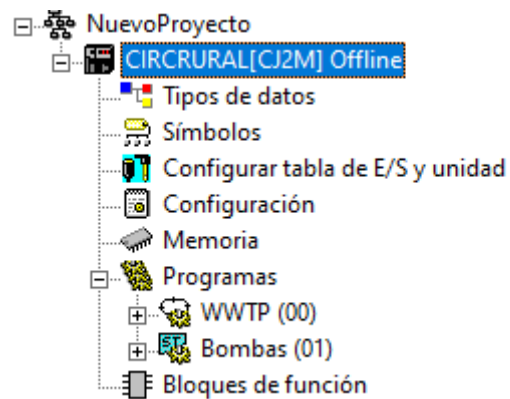 NuevoProyecto
CIRCRURAL[CJ2M] Offline
Tipos de datos
Símbolos
Configurar tabla de E/S y unidad
Configuración
Memoria
Programas
WWTP (00)
ST Bombas (01)
Bloques de función